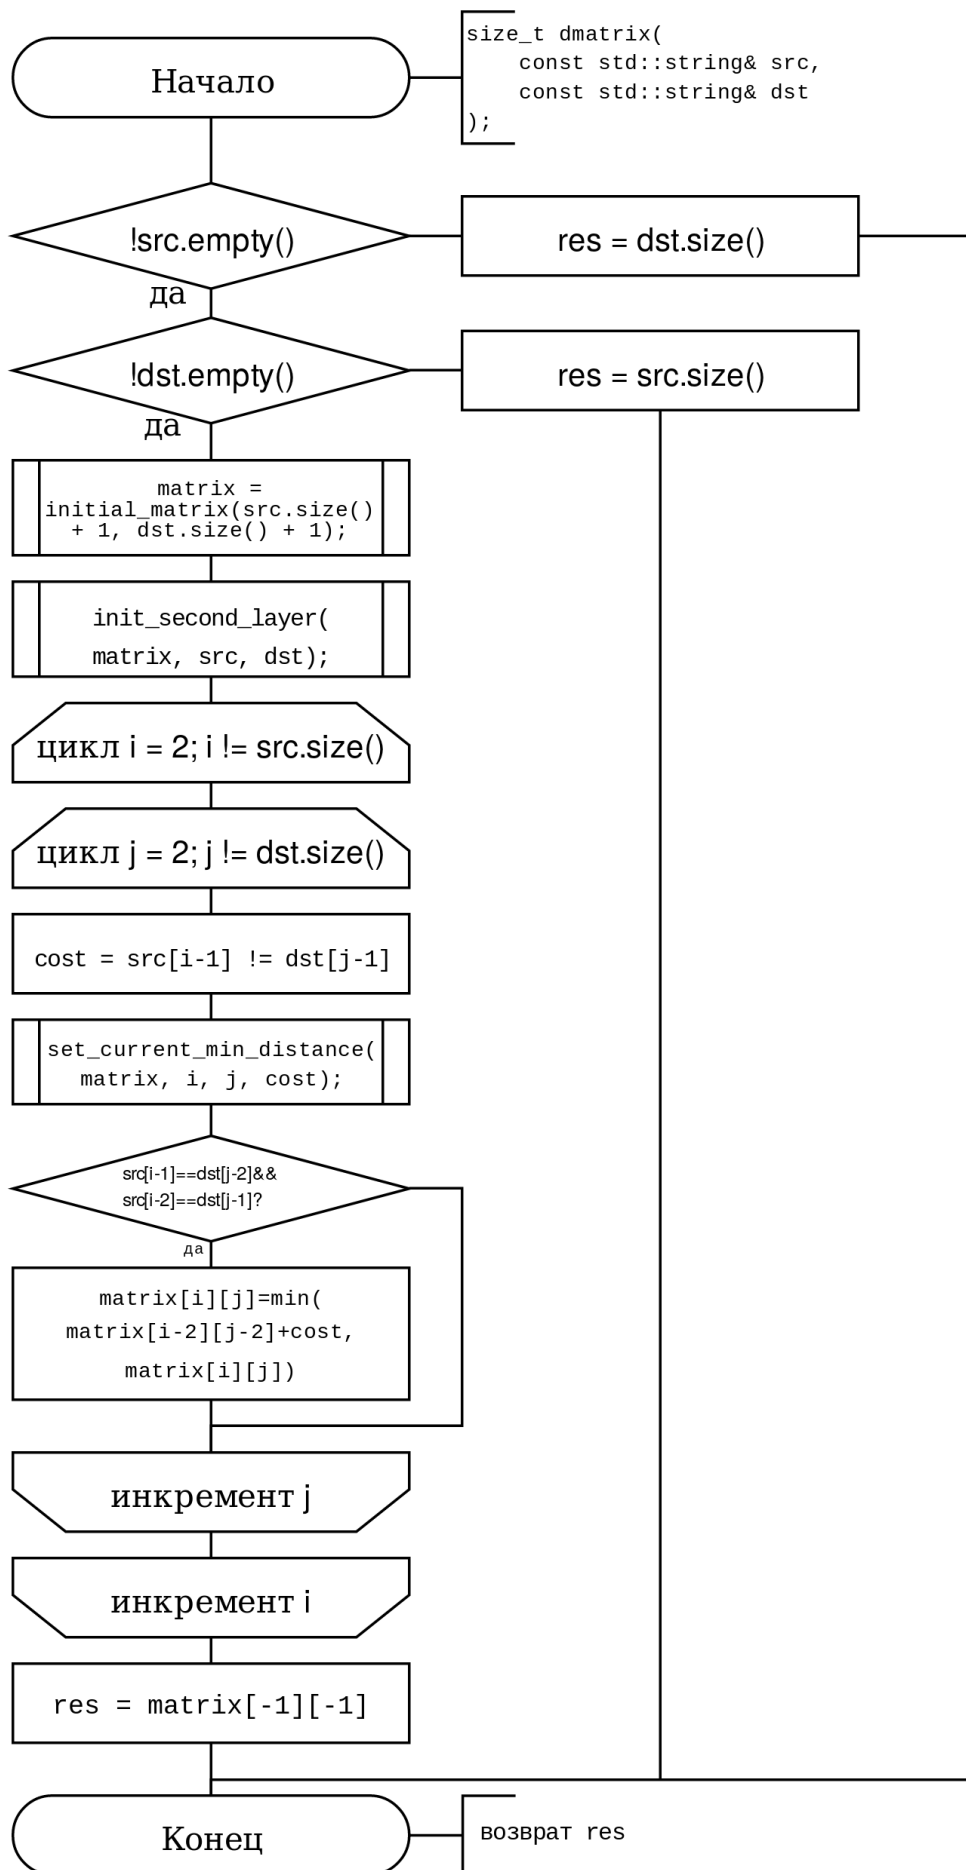 Начало
size_t dmatrix(
const std::string& src,
const std::string& dst
);
!src.empty()
res = dst.size()
да
!dst.empty()
res = src.size()
да
matrix =
initial_matrix(src.size()
+ 1, dst.size() + 1);
init_second_layer(
matrix, src, dst);
цикл i = 2; i != src.size()
цикл j = 2; j != dst.size()
cost = src[i-1] != dst[j-1]
set_current_min_distance(
matrix, i, j, cost);
src[i-1]==dst[j-2]&&
src[i-2]==dst[j-1]?
да
matrix[i][j]=min(
matrix[i-2][j-2]+cost,
matrix[i][j])
инкремент j
инкремент i
res = matrix[-1][-1]
Конец
возврат res